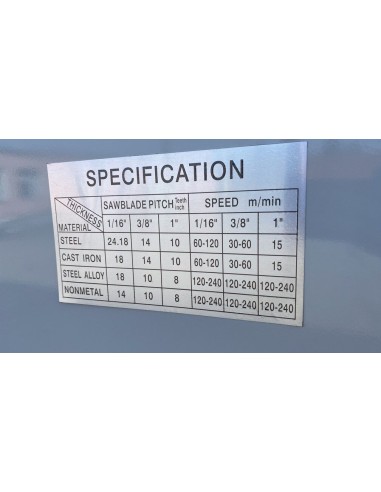 SPECIFICATION
THICKNESS SAWBLADE PITCH Teeth inch SPEED m/min
MATERIAL 1/16" 3/8" 1" 1/16" 3/8" 1"
STEEL 24.18 14 10 60-120 30-60 15
CAST IRON 18 14 10 60-120 30-60 15
STEEL ALLOY 18 10 8 120-240 120-240 120-240
NONMETAL 14 10 8 120-240 120-240 120-240